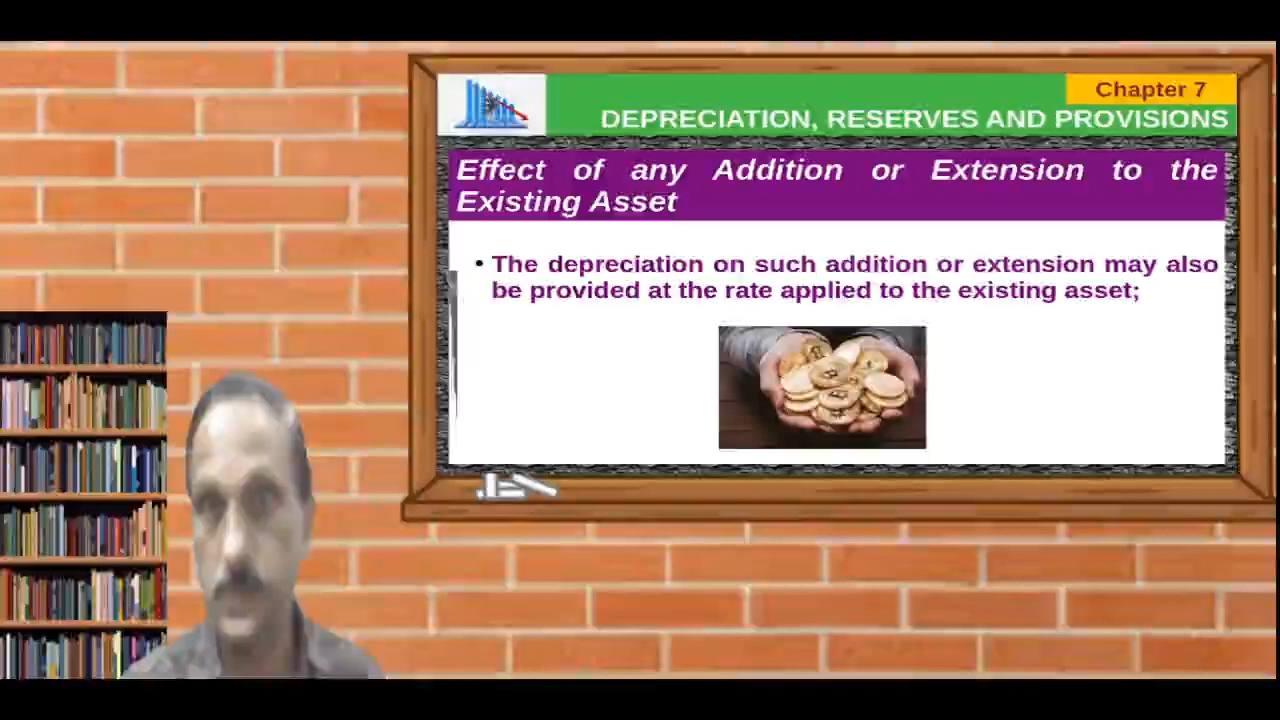 Chapter 7
DEPRECIATION, RESERVES AND PROVISIONS
Effect of any Addition or Extension to the
Existing Asset
• The depreciation on such addition or extension may also
be provided at the rate applied to the existing asset;